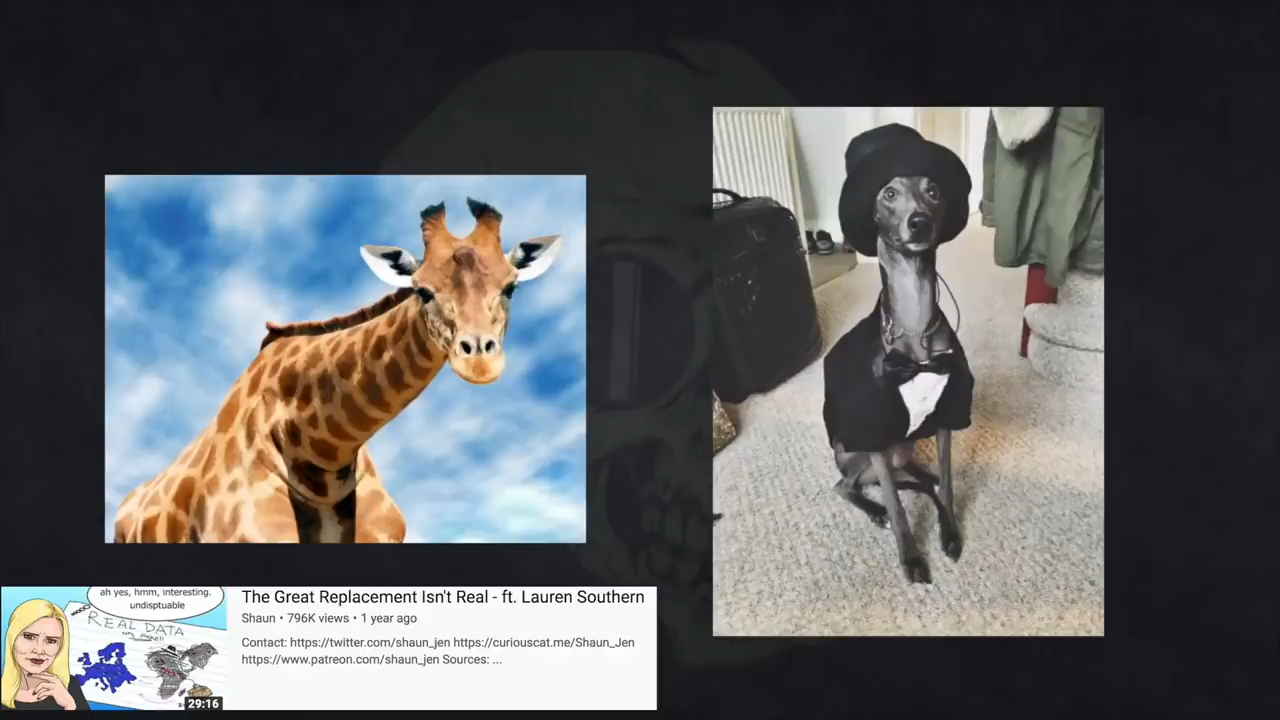 ah yes, hmm, interesting.
undisptuable
REAL DATA
29:16
The Great Replacement Isn't Real - ft. Lauren Southern
Shaun • 796K views • 1 year ago
Contact: https://twitter.com/shaun_jen https://curiouscat.me/Shaun_Jen
https://www.patreon.com/shaun_jen Sources: ...